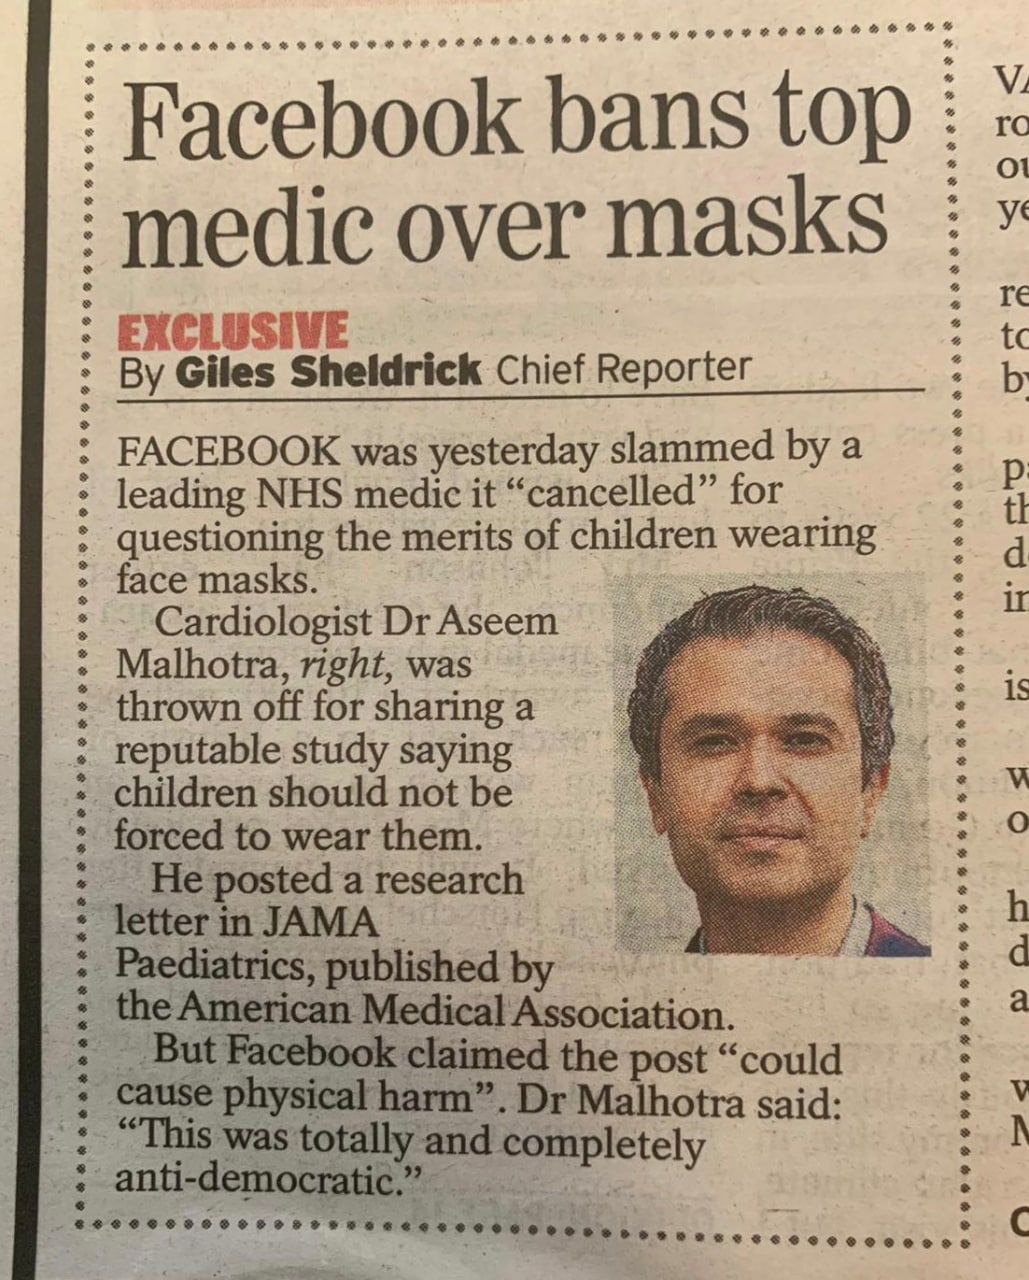 Facebook bans top
medic over masks
EXCLUSIVE
By Giles Sheldrick Chief Reporter
FACEBOOK was yesterday slammed by a
leading NHS medic it “cancelled” for
questioning the merits of children wearing
face masks.
Cardiologist Dr Aseem
Malhotra, right, was
thrown off for sharing a
reputable study saying
children should not be
forced to wear them.
He posted a research
letter in JAMA
Paediatrics, published by
the American Medical Association.
But Facebook claimed the post “could
cause physical harm”. Dr Malhotra said:
“This was totally and completely
anti-democratic.”